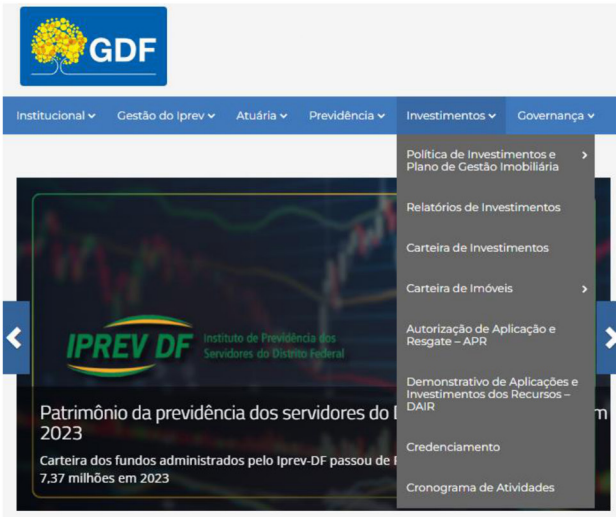 GDF
Institucional Gestão do Iprev Atuária Previdência Investimentos Governança
Política de Investimentos e
Plano de Gestão Imobiliária
Relatórios de Investimentos
Carteira de Investimentos
Carteira de Imóveis
Autorização de Aplicação e
Resgate – APR
Demonstrativo de Aplicações e
Investimentos dos Recursos –
DAIR
Credenciamento
Cronograma de Atividades
IPREV DF
Instituto de Previdência dos
Servidores do Distrito Federal
Patrimônio da previdência dos servidores do
2023
Carteira dos fundos administrados pelo Iprev-DF passou de
7,37 milhões em 2023